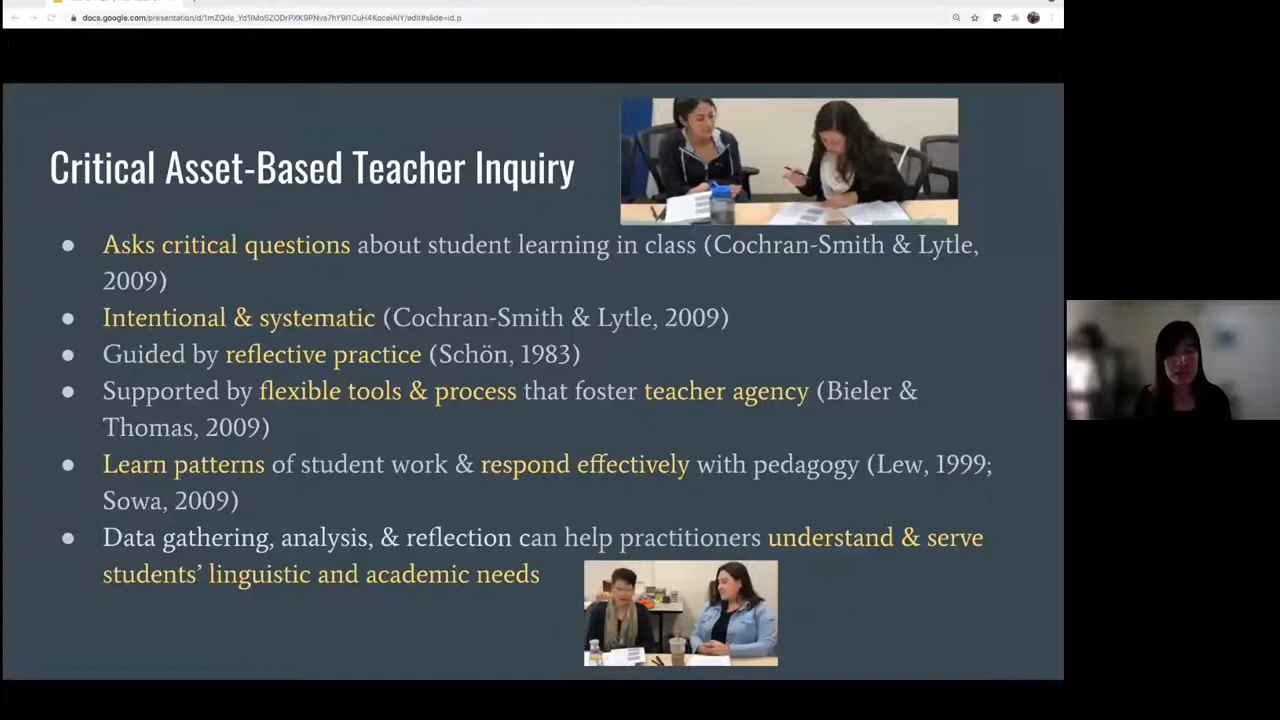 Critical Asset-Based Teacher Inquiry
● Asks critical questions about student learning in class (Cochran-Smith & Lytle,
2009)
● Intentional & systematic (Cochran-Smith & Lytle, 2009)
● Guided by reflective practice (Schön, 1983)
● Supported by flexible tools & process that foster teacher agency (Bieler &
Thomas, 2009)
● Learn patterns of student work & respond effectively with pedagogy (Lew, 1999;
Sowa, 2009)
● Data gathering, analysis, & reflection can help practitioners understand & serve
students’ linguistic and academic needs